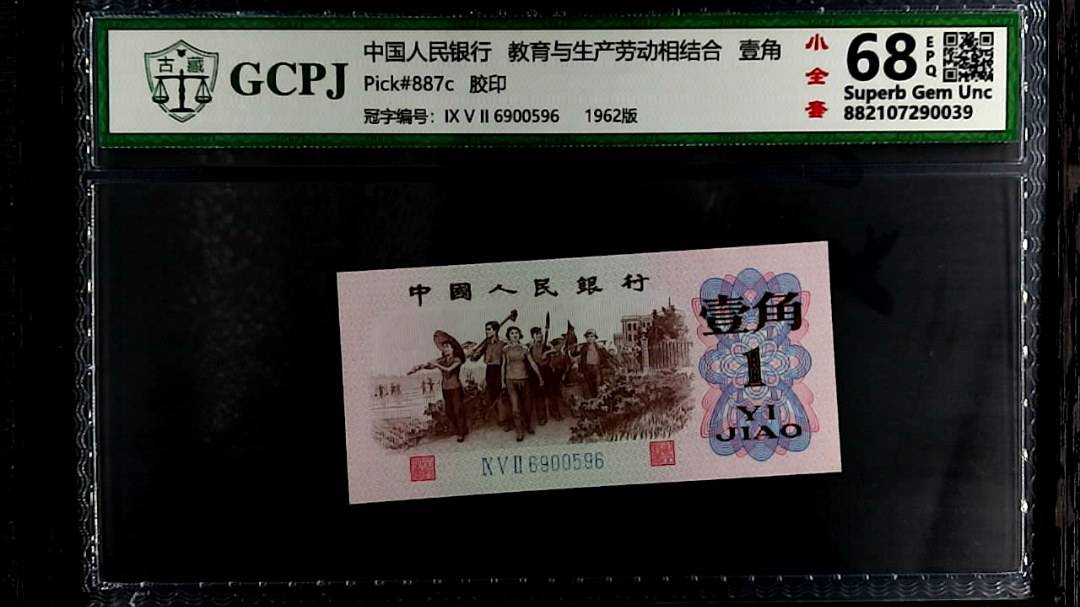 古藏
GCPJ
中国人民银行 教育与生产劳动相结合 壹角
Pick#887c 胶印
冠字编号：IX V II 6900596 1962版
小全套
68
EPQ
Superb Gem Unc
882107290039
中國人民銀行
壹角
1
YI
JIAO
IX V II 6900596